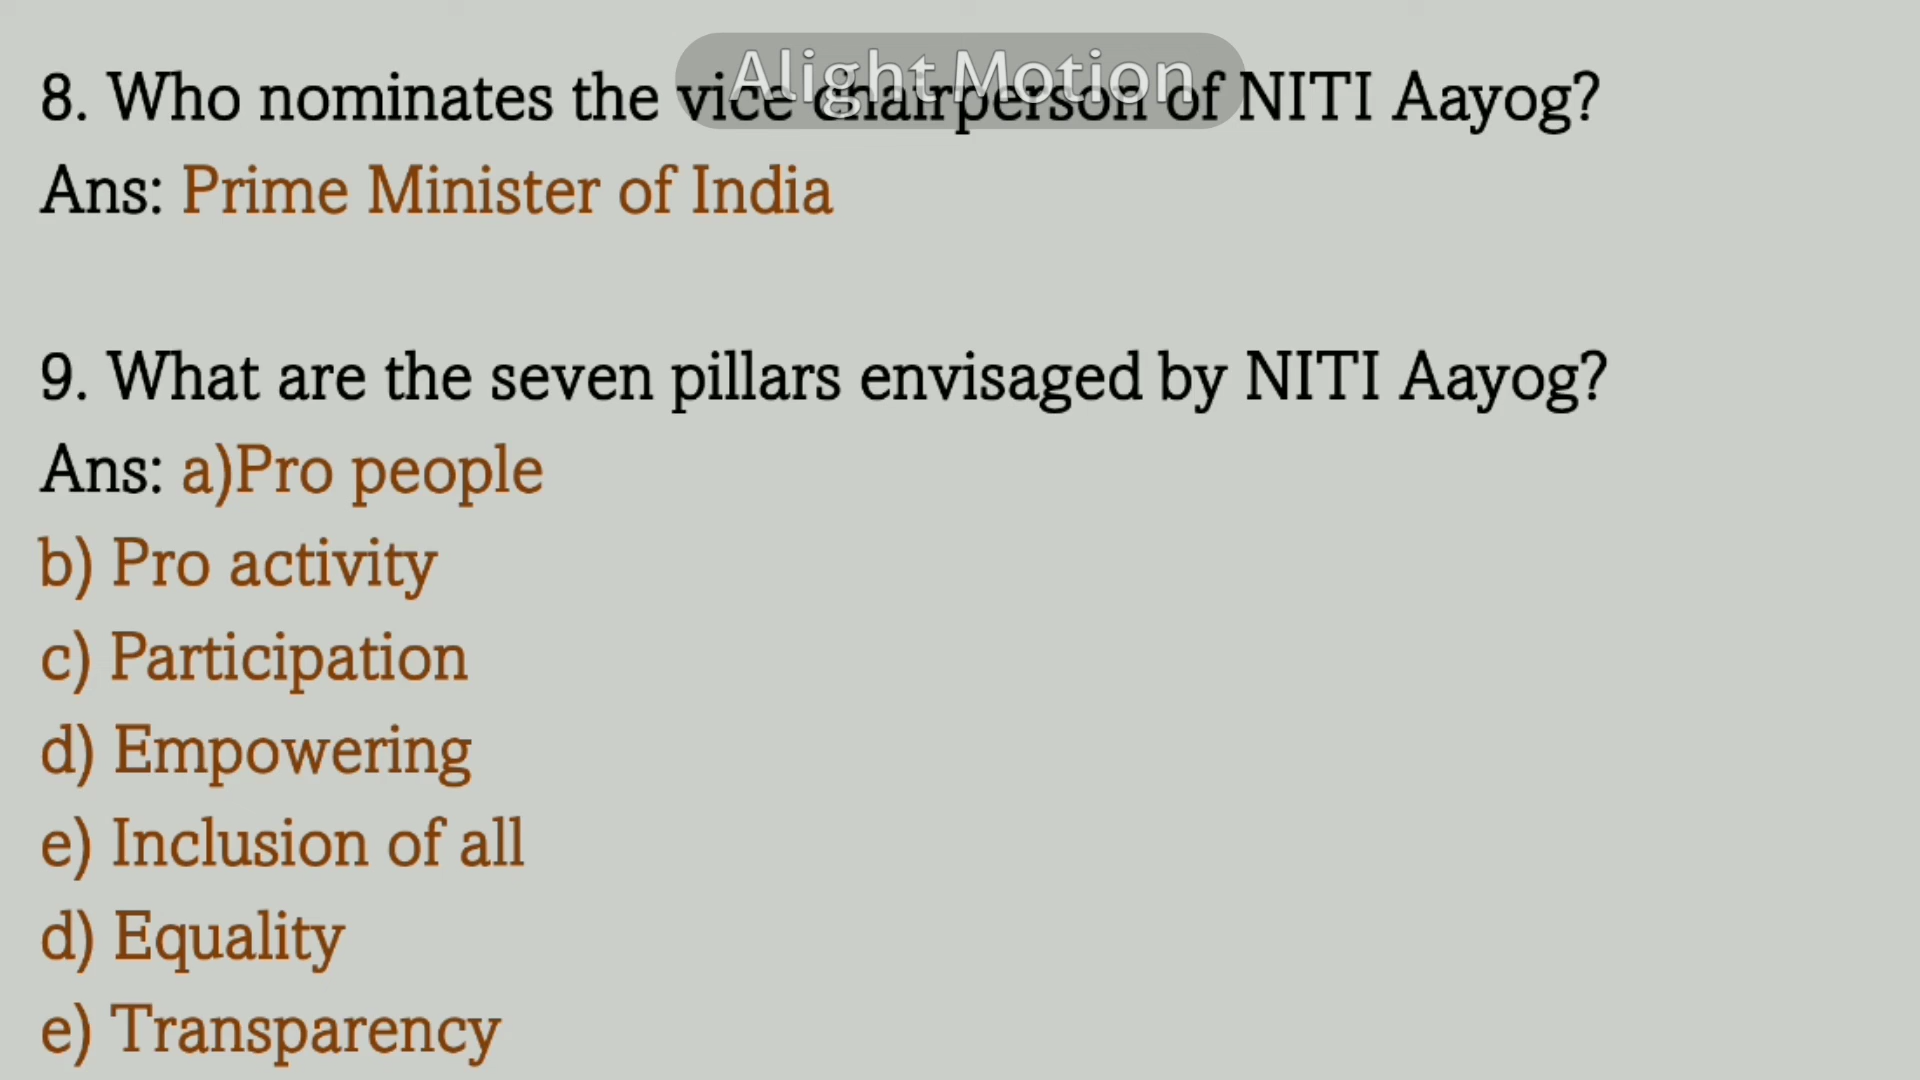 Alight Motion
8. Who nominates the vice chairperson of NITI Aayog?
Ans: Prime Minister of India
9. What are the seven pillars envisaged by NITI Aayog?
Ans: a)Pro people
b) Pro activity
c) Participation
d) Empowering
e) Inclusion of all
d) Equality
e) Transparency